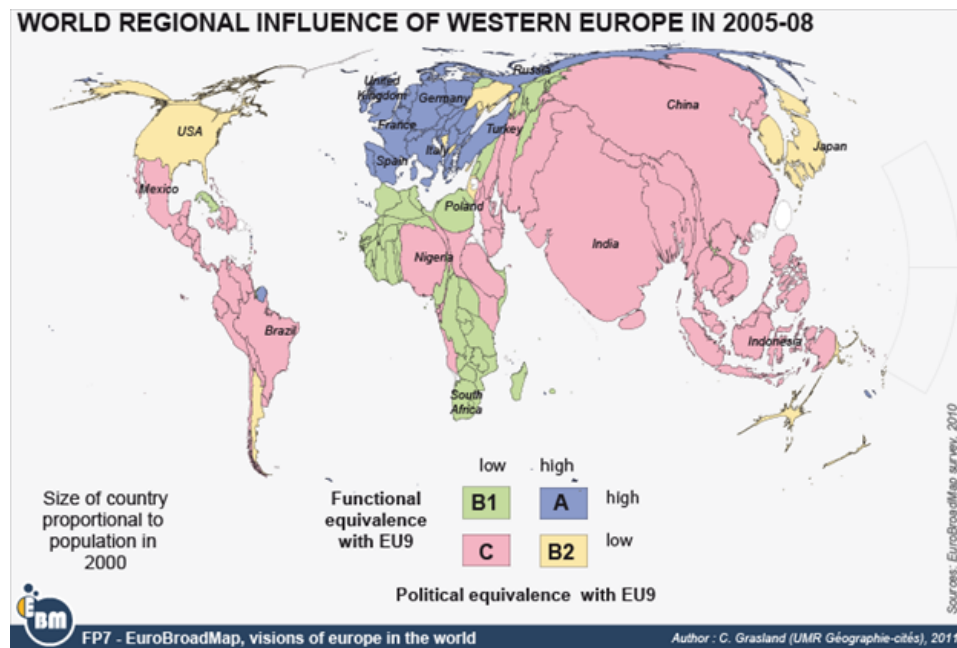 WORLD REGIONAL INFLUENCE OF WESTERN EUROPE IN 2005-08
Russia
United
Kingdom
Germany
China
USA
France
Turkey
Italy
Japan
Spain
Mexico
Poland
Nigeria
India
Brazil
Indonesia
South
Africa
low high
Size of country
proportional to
population in
2000
Functional
equivalence
with EU9
B1 A high
C B2 low
Political equivalence with EU9
Sources: EuroBroadMap survey, 2010
EBM
FP7 - EuroBroadMap, visions of europe in the world
Author : C. Grasland (UMR Géographie-cités), 2011